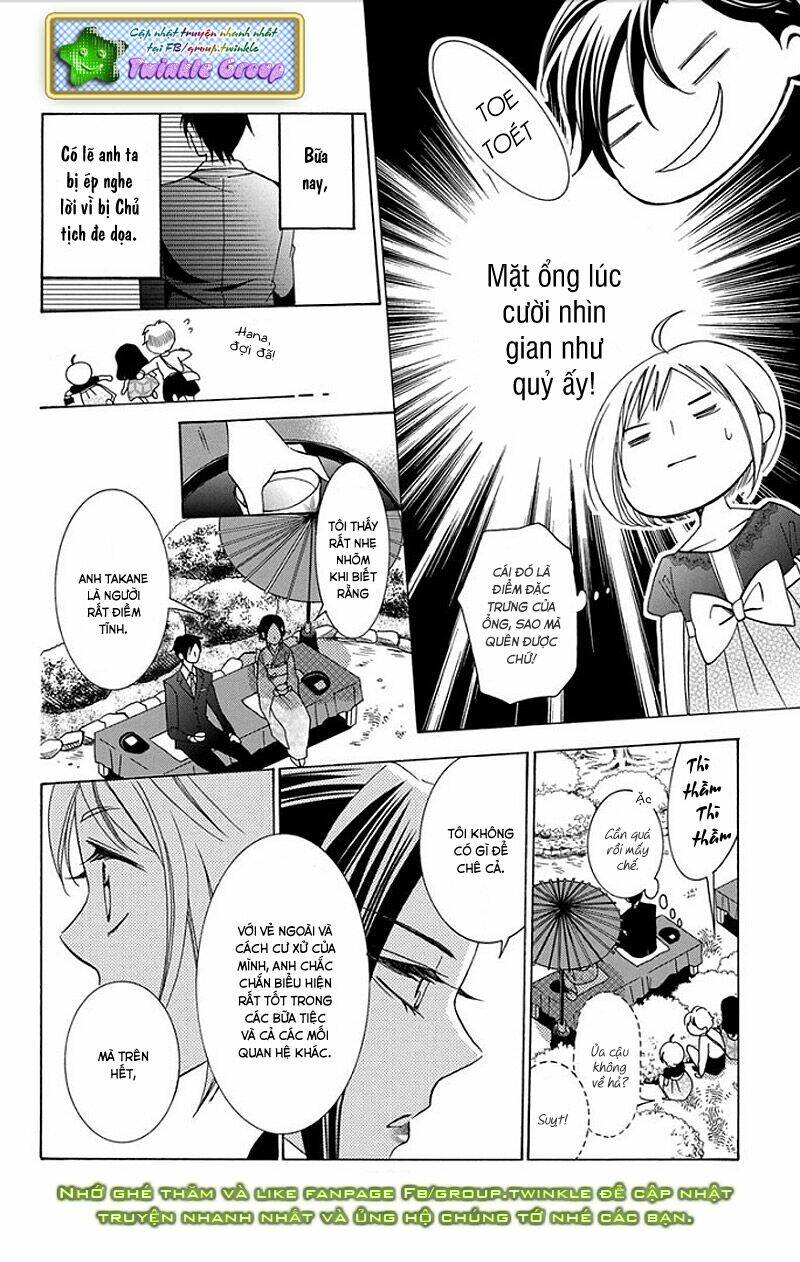 Cập nhật truyện nhanh nhất
tại FB/group.twinkle
Twinkle Group
TOE
TOÉT
Mặt ổng lúc
cười nhìn
gian như
quỷ ấy!
CÁI ĐÓ LÀ
ĐIỂM ĐẶC
TRƯNG CỦA
ỔNG, SAO MÀ
QUÊN ĐƯỢC
CHỨ!
Bữa
nay,
Có lẽ anh ta
bị ép nghe
lời vì bị Chủ
tịch đe dọa.
Hana,
đợi đã!
TÔI THẤY
RẤT NHẸ
NHÕM
KHI BIẾT
RẰNG
ANH TAKANE
LÀ NGƯỜI
RẤT ĐIỀM
TĨNH.
Thì
thầm
Thì
thầm
Ặc
Gần quá
rồi mấy
chế.
Ủa cậu
không
về hả?
Suỵt!
TÔI KHÔNG
CÓ GÌ ĐỂ
CHÊ CẢ.
VỚI VẺ NGOÀI VÀ
CÁCH CƯ XỬ CỦA
MÌNH, ANH CHẮC
CHẮN BIỂU HIỆN
RẤT TỐT TRONG
CÁC BỮA TIỆC
VÀ CẢ CÁC MỐI
QUAN HỆ KHÁC.
MÀ TRÊN
HẾT,
NHỚ GHÉ THĂM VÀ LIKE FANPAGE FB/GROUP.TWINKLE ĐỂ CẬP NHẬT
TRUYỆN NHANH NHẤT VÀ ỦNG HỘ CHÚNG TỚ NHÉ CÁC BẠN.